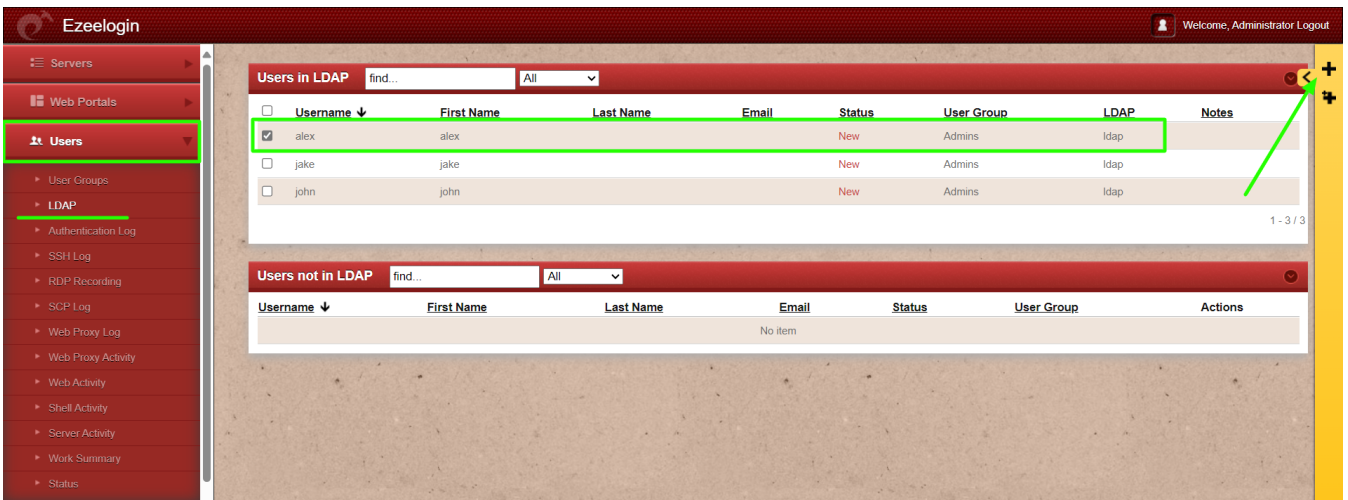 Ezeelogin
Welcome, Administrator Logout
Servers
Web Portals
Users
User Groups
LDAP
Authentication Log
SSH Log
RDP Recording
SCP Log
Web Proxy Log
Web Proxy Activity
Web Activity
Shell Activity
Server Activity
Work Summary
Status
Users in LDAP find... All
Username First Name Last Name Email Status User Group LDAP Notes
alex alex New Admins ldap
jake jake New Admins ldap
john john New Admins ldap
1 - 3 / 3
Users not in LDAP find... All
Username First Name Last Name Email Status User Group Actions
No item